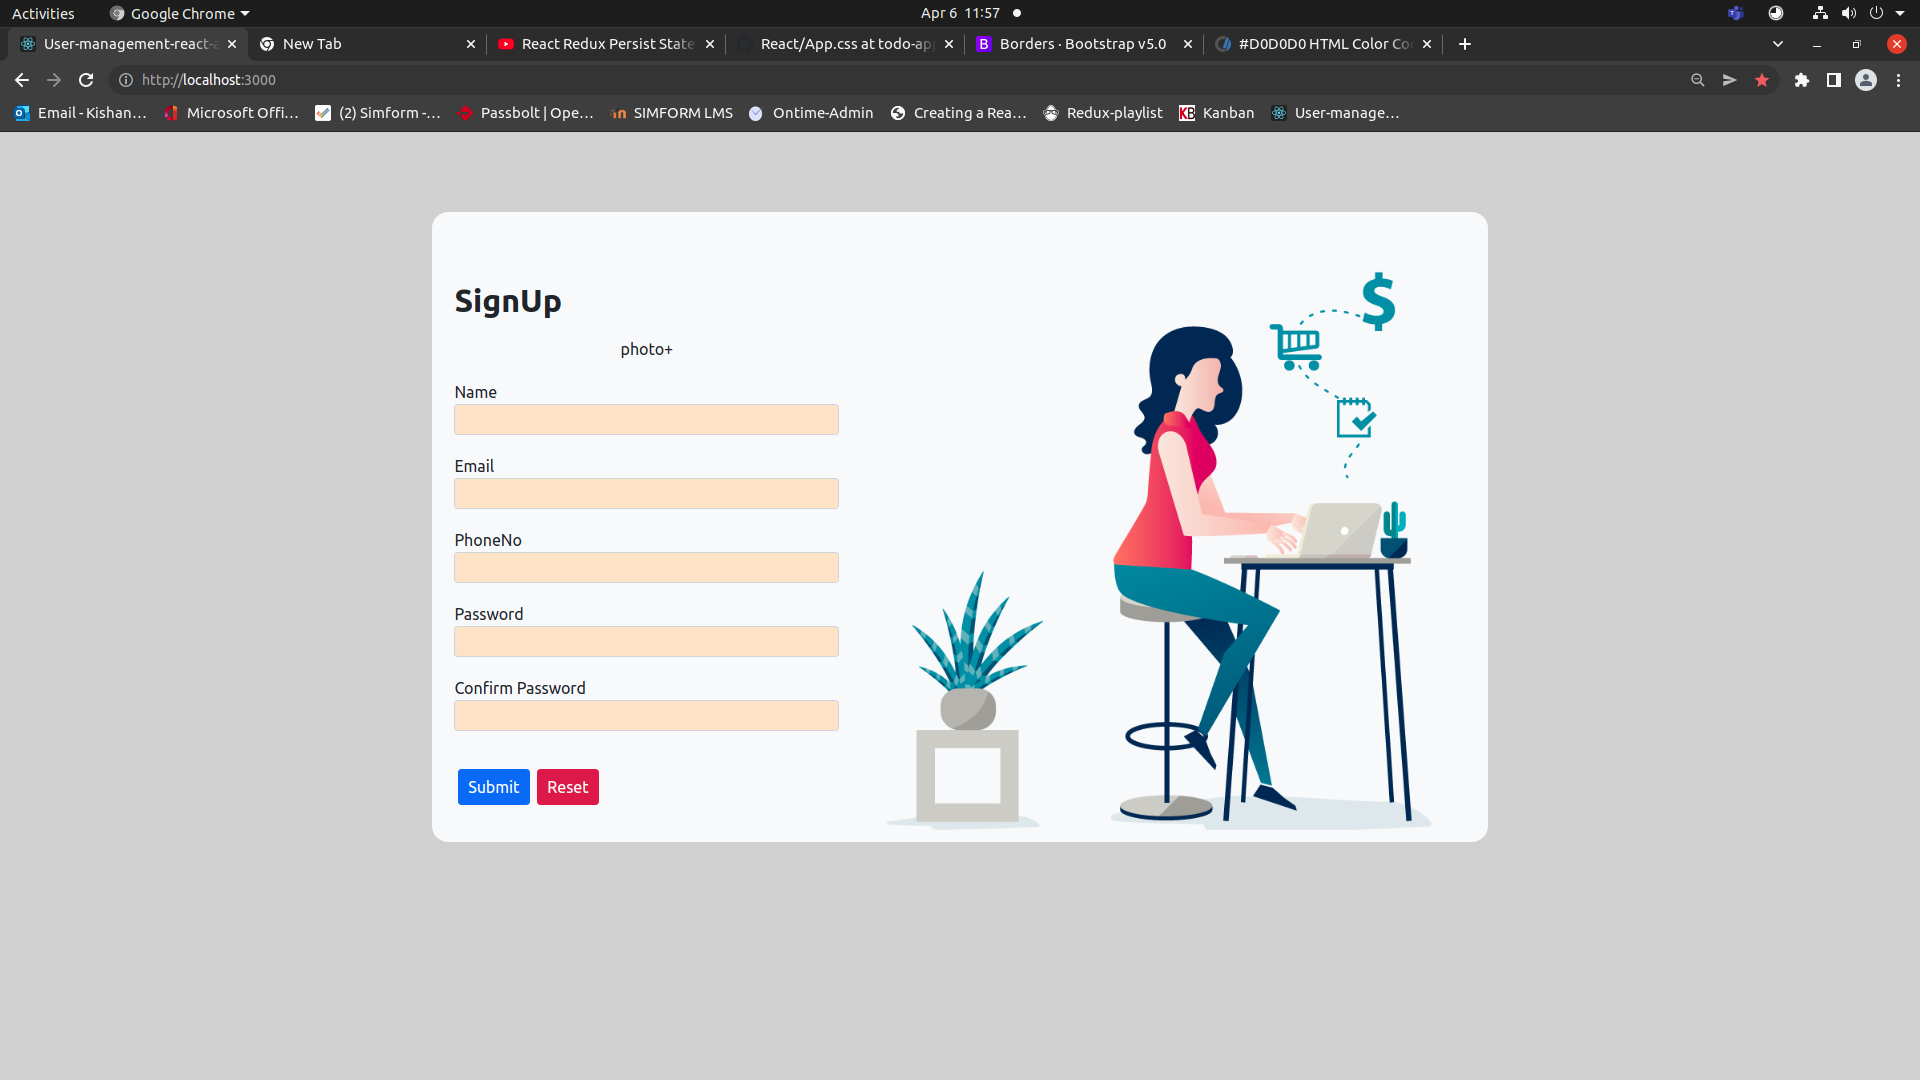 Activities Google Chrome Apr 6 11:57
User-management-react-a New Tab React Redux Persist State React/App.css at todo-app Borders · Bootstrap v5.0 #D0D0D0 HTML Color Co
http://localhost:3000
Email - Kishan... Microsoft Offi... (2) Simform -... Passbolt | Ope... SIMFORM LMS Ontime-Admin Creating a Rea... Redux-playlist Kanban User-manage...
SignUp
photo+
Name
Email
PhoneNo
Password
Confirm Password
Submit Reset